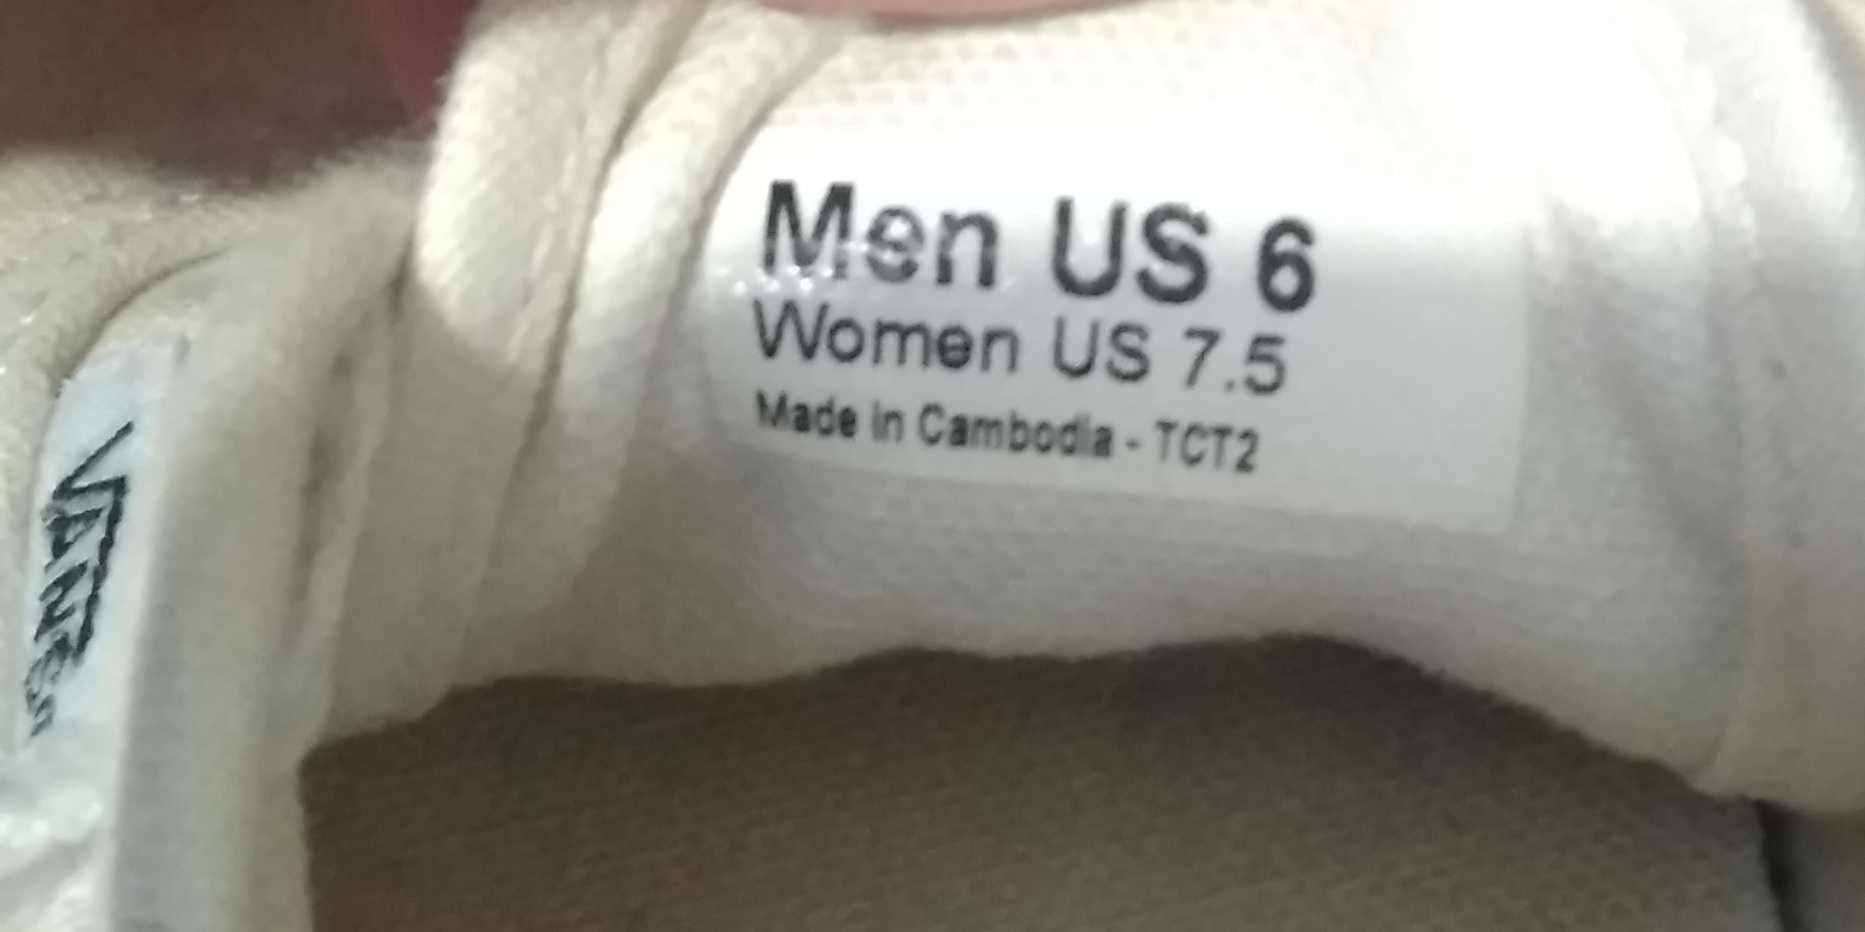 Men US 6
Women US 7.5
Made in Cambodia - TCT2
VANS